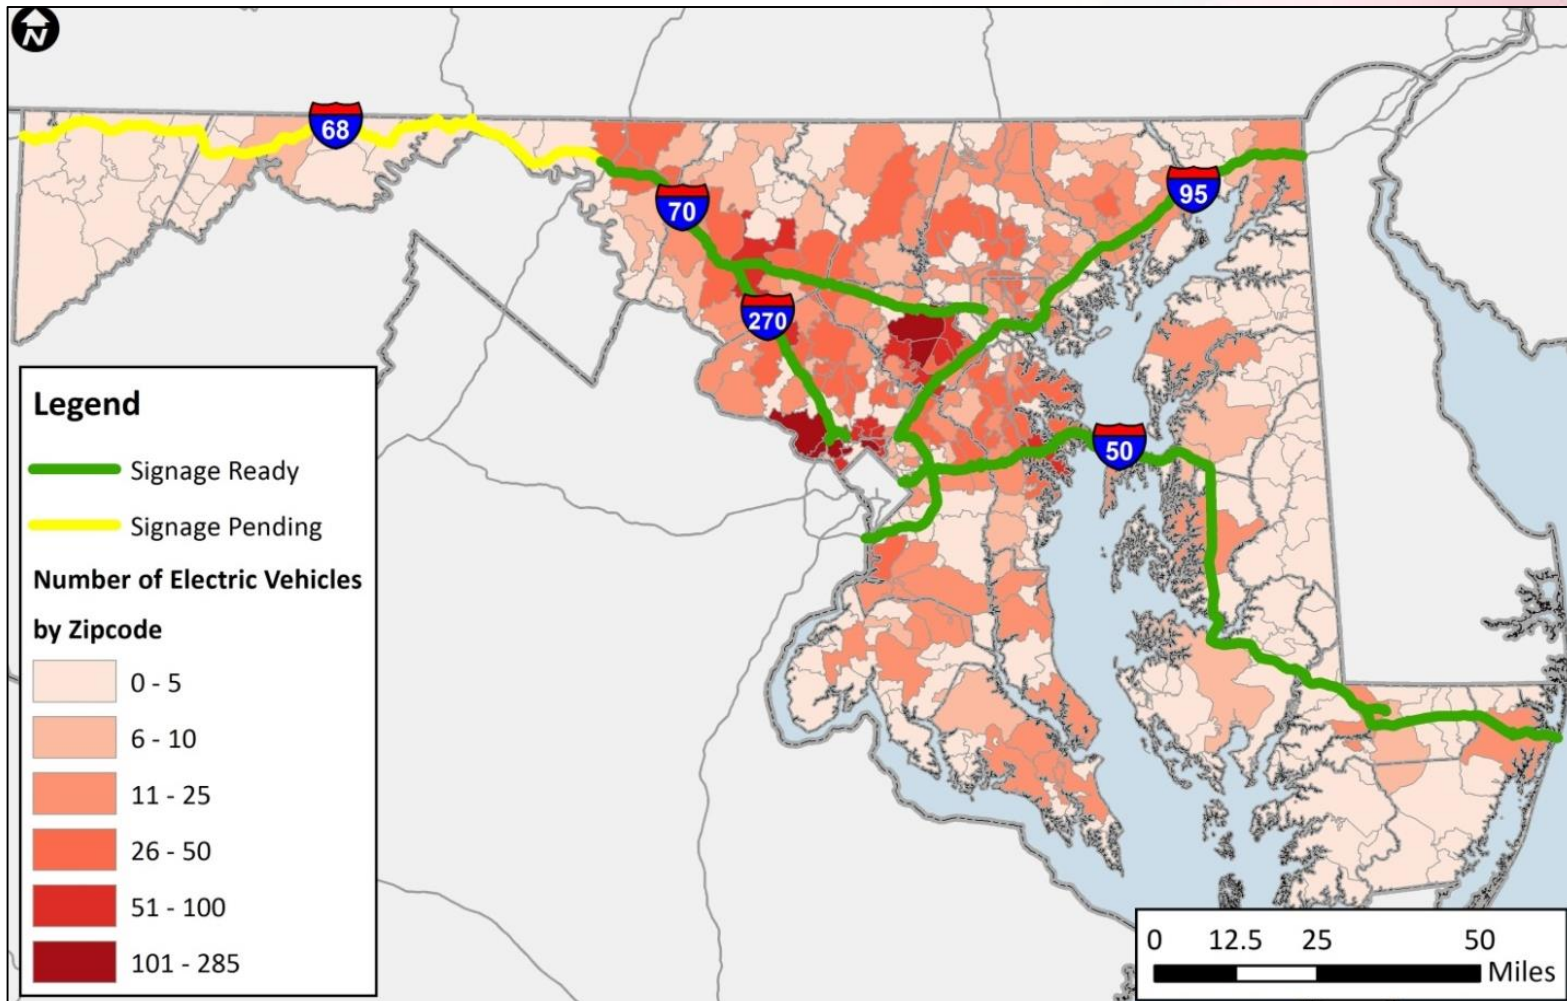 N
68
70
95
270
50
Legend
Signage Ready
Signage Pending
Number of Electric Vehicles
by Zipcode
0 - 5
6 - 10
11 - 25
26 - 50
51 - 100
101 - 285
0 12.5 25 50
Miles